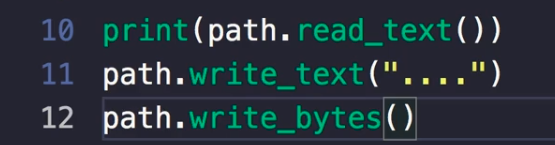 10 print(path.read_text())
11 path.write_text("....")
12 path.write_bytes()